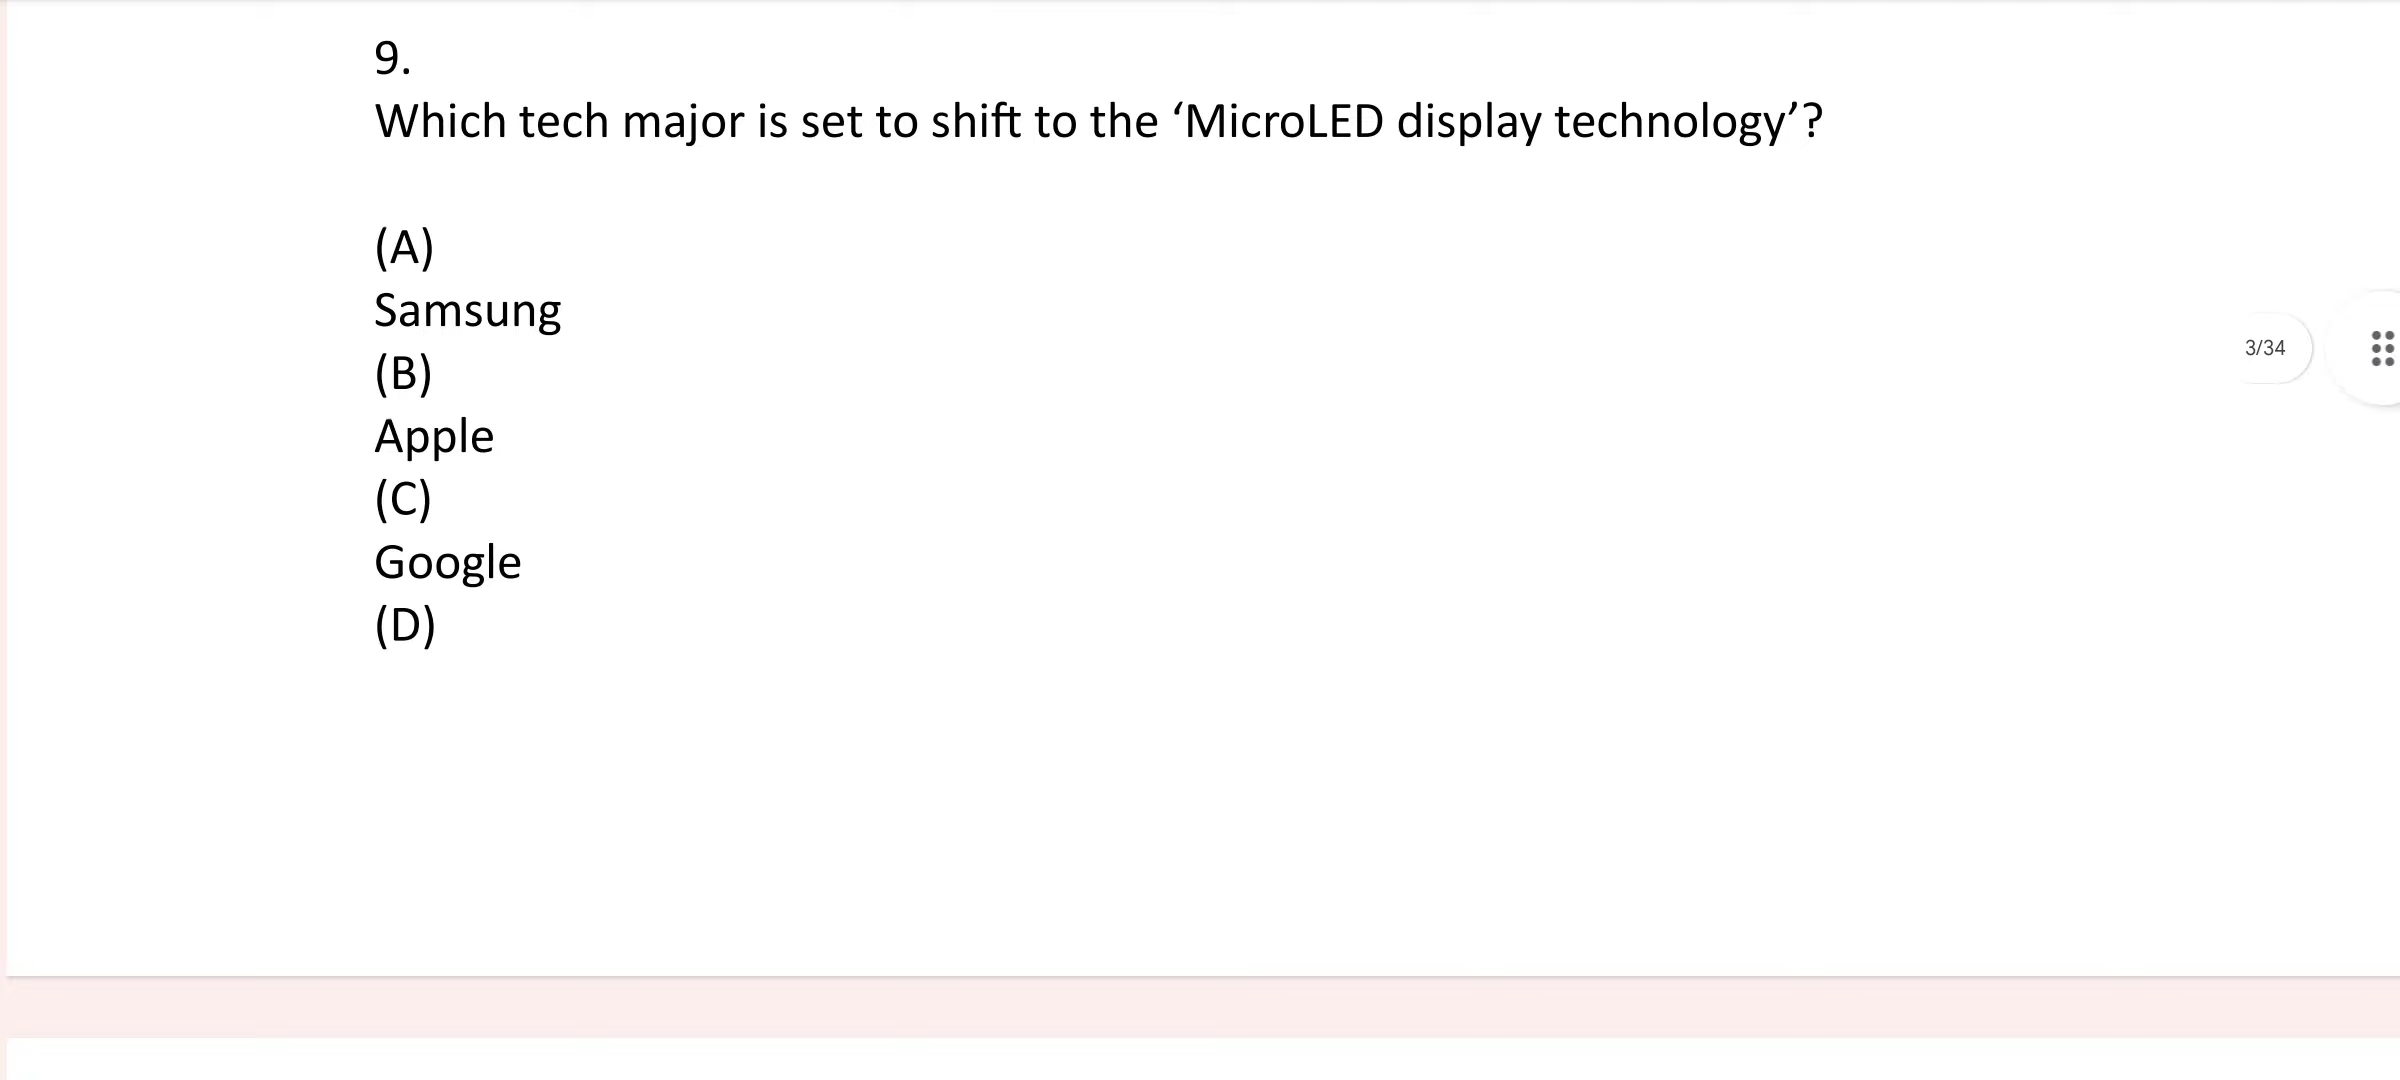 9.
Which tech major is set to shift to the ‘MicroLED display technology’?
(A)
Samsung
(B)
Apple
(C)
Google
(D)
3/34